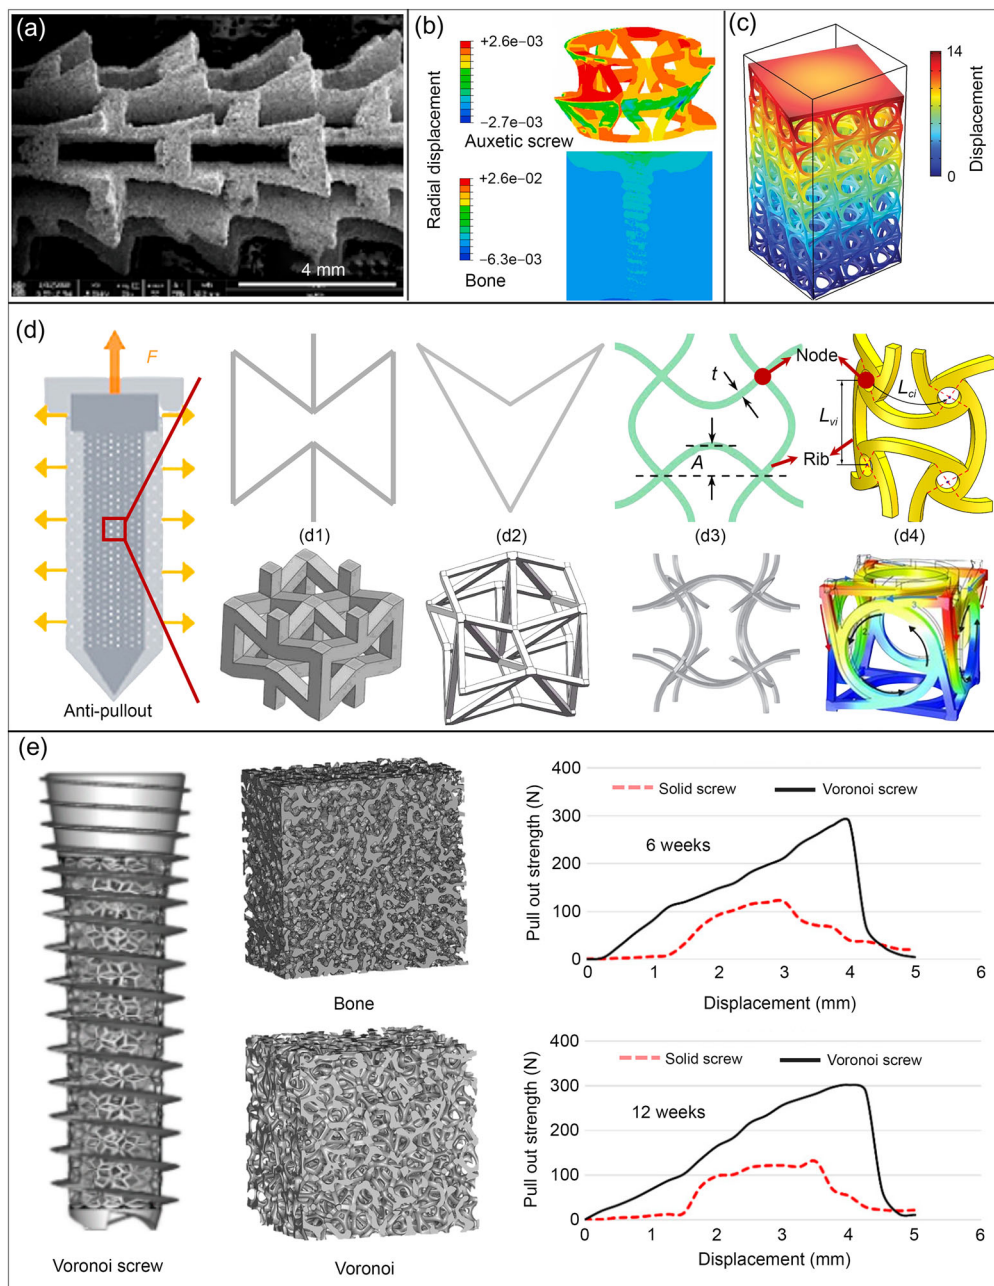 (a)
4 mm
(b)
Radial displacement
+2.6e−03
−2.7e−03
Auxetic screw
+2.6e−02
−6.3e−03
Bone
(c)
14
Displacement
0
(d)
F
Anti-pullout
(d1)
(d2)
t
A
Node
Rib
(d3)
Lci
Lvi
(d4)
2
3
(e)
Voronoi screw
Bone
Voronoi
400
300
200
100
0
Pull out strength (N)
Solid screw
Voronoi screw
6 weeks
0 1 2 3 4 5 6
Displacement (mm)
400
300
200
100
0
Pull out strength (N)
Solid screw
Voronoi screw
12 weeks
0 1 2 3 4 5 6
Displacement (mm)